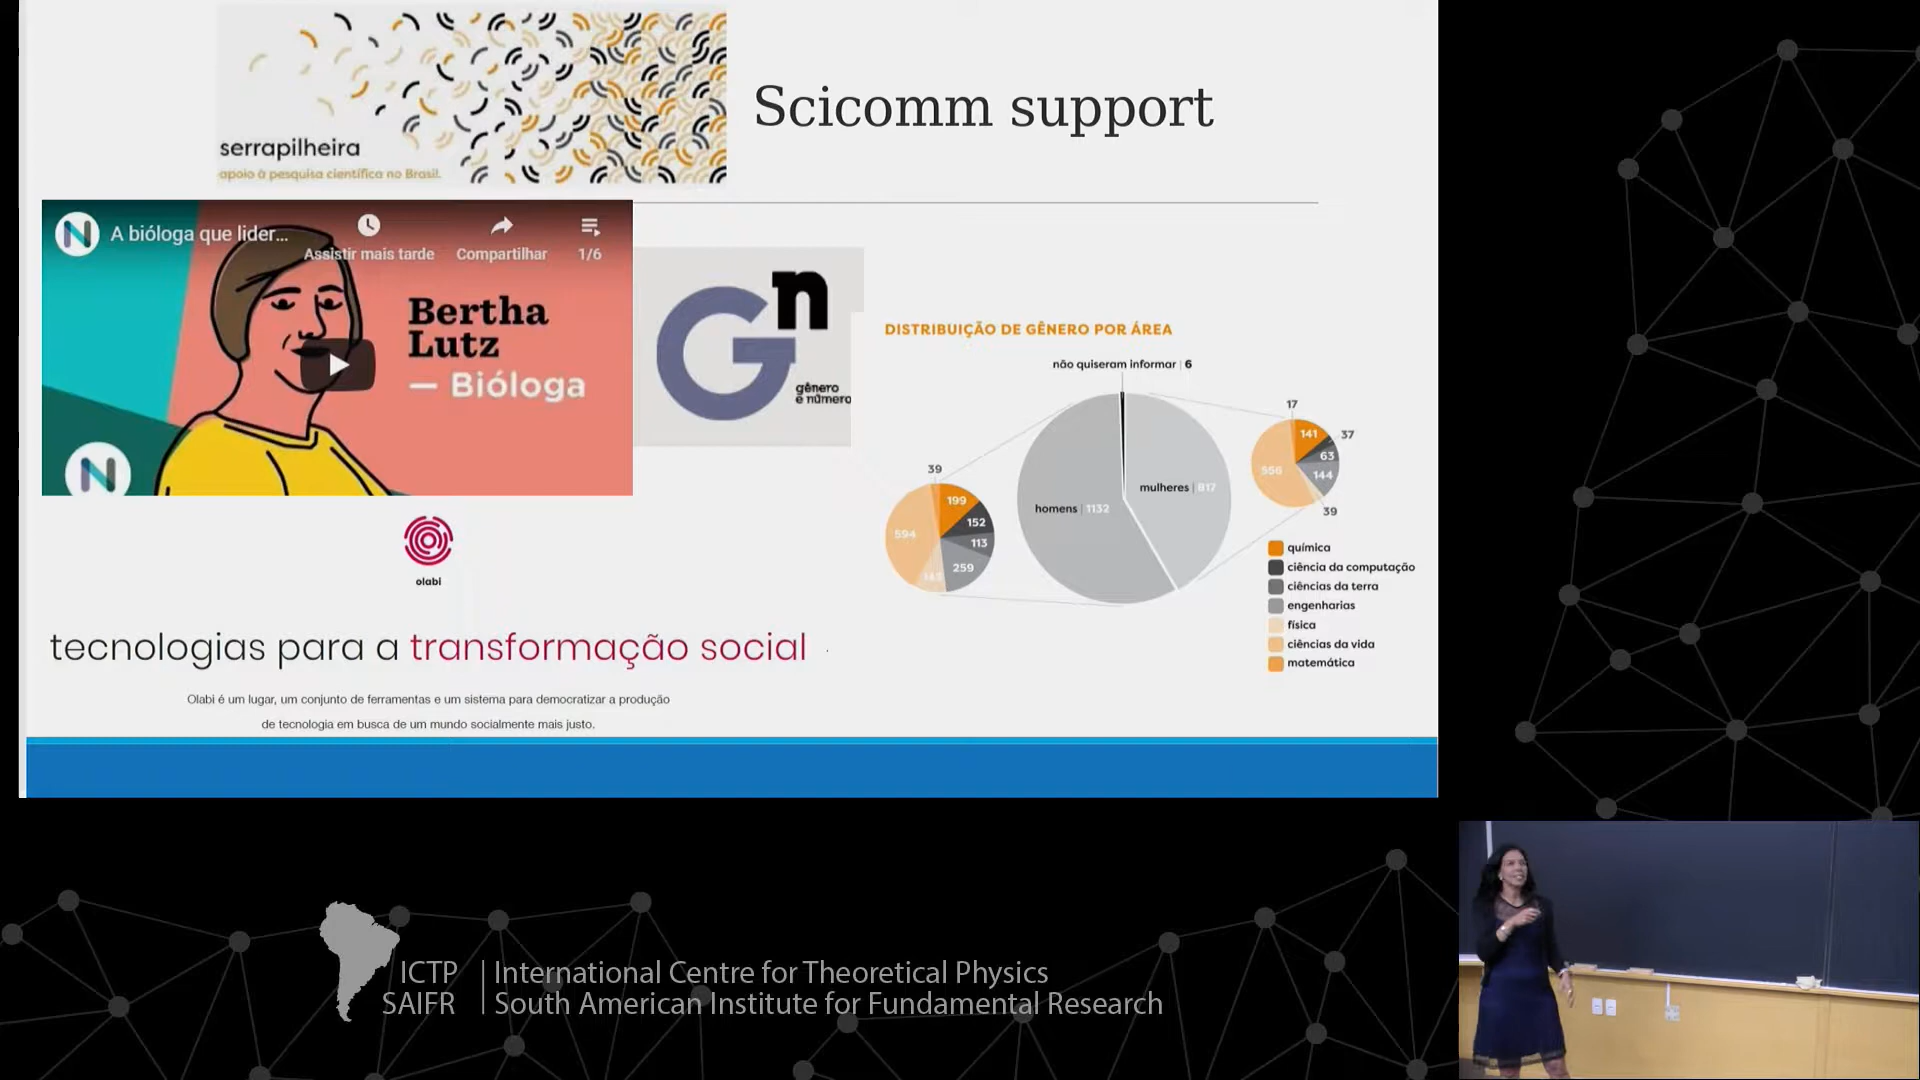 Scicomm support
serrapilheira
apoio à pesquisa científica no Brasil.
N
A bióloga que lider...
Assistir mais tarde
Compartilhar
1/6
Bertha
Lutz
— Bióloga
N
Gn
gênero
e número
DISTRIBUIÇÃO DE GÊNERO POR ÁREA
não quiseram informar | 6
homens | 1132
mulheres | 817
39
199
152
113
259
594
17
141
37
63
144
39
556
química
ciência da computação
ciências da terra
engenharias
física
ciências da vida
matemática
olabi
tecnologias para a transformação social
Olabi é um lugar, um conjunto de ferramentas e um sistema para democratizar a produção
de tecnologia em busca de um mundo socialmente mais justo.
ICTP | International Centre for Theoretical Physics
SAIFR | South American Institute for Fundamental Research